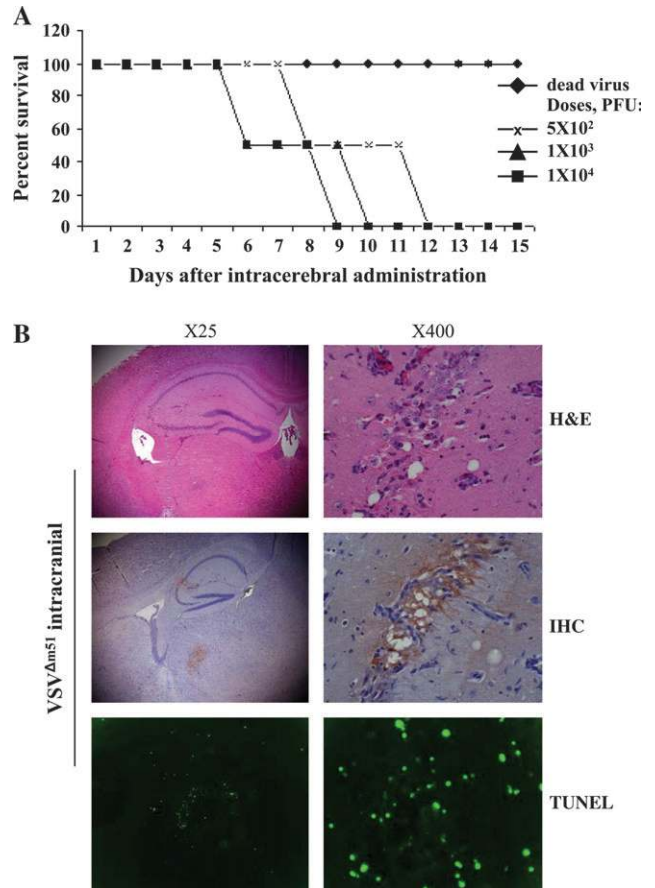 A
Percent survival
120
100
80
60
40
20
0
1 2 3 4 5 6 7 8 9 10 11 12 13 14 15
Days after intracerebral administration
dead virus
Doses, PFU:
5X10²
1X10³
1X10⁴
B
X25 X400
VSV^Δm51 intracranial
H&E
IHC
TUNEL